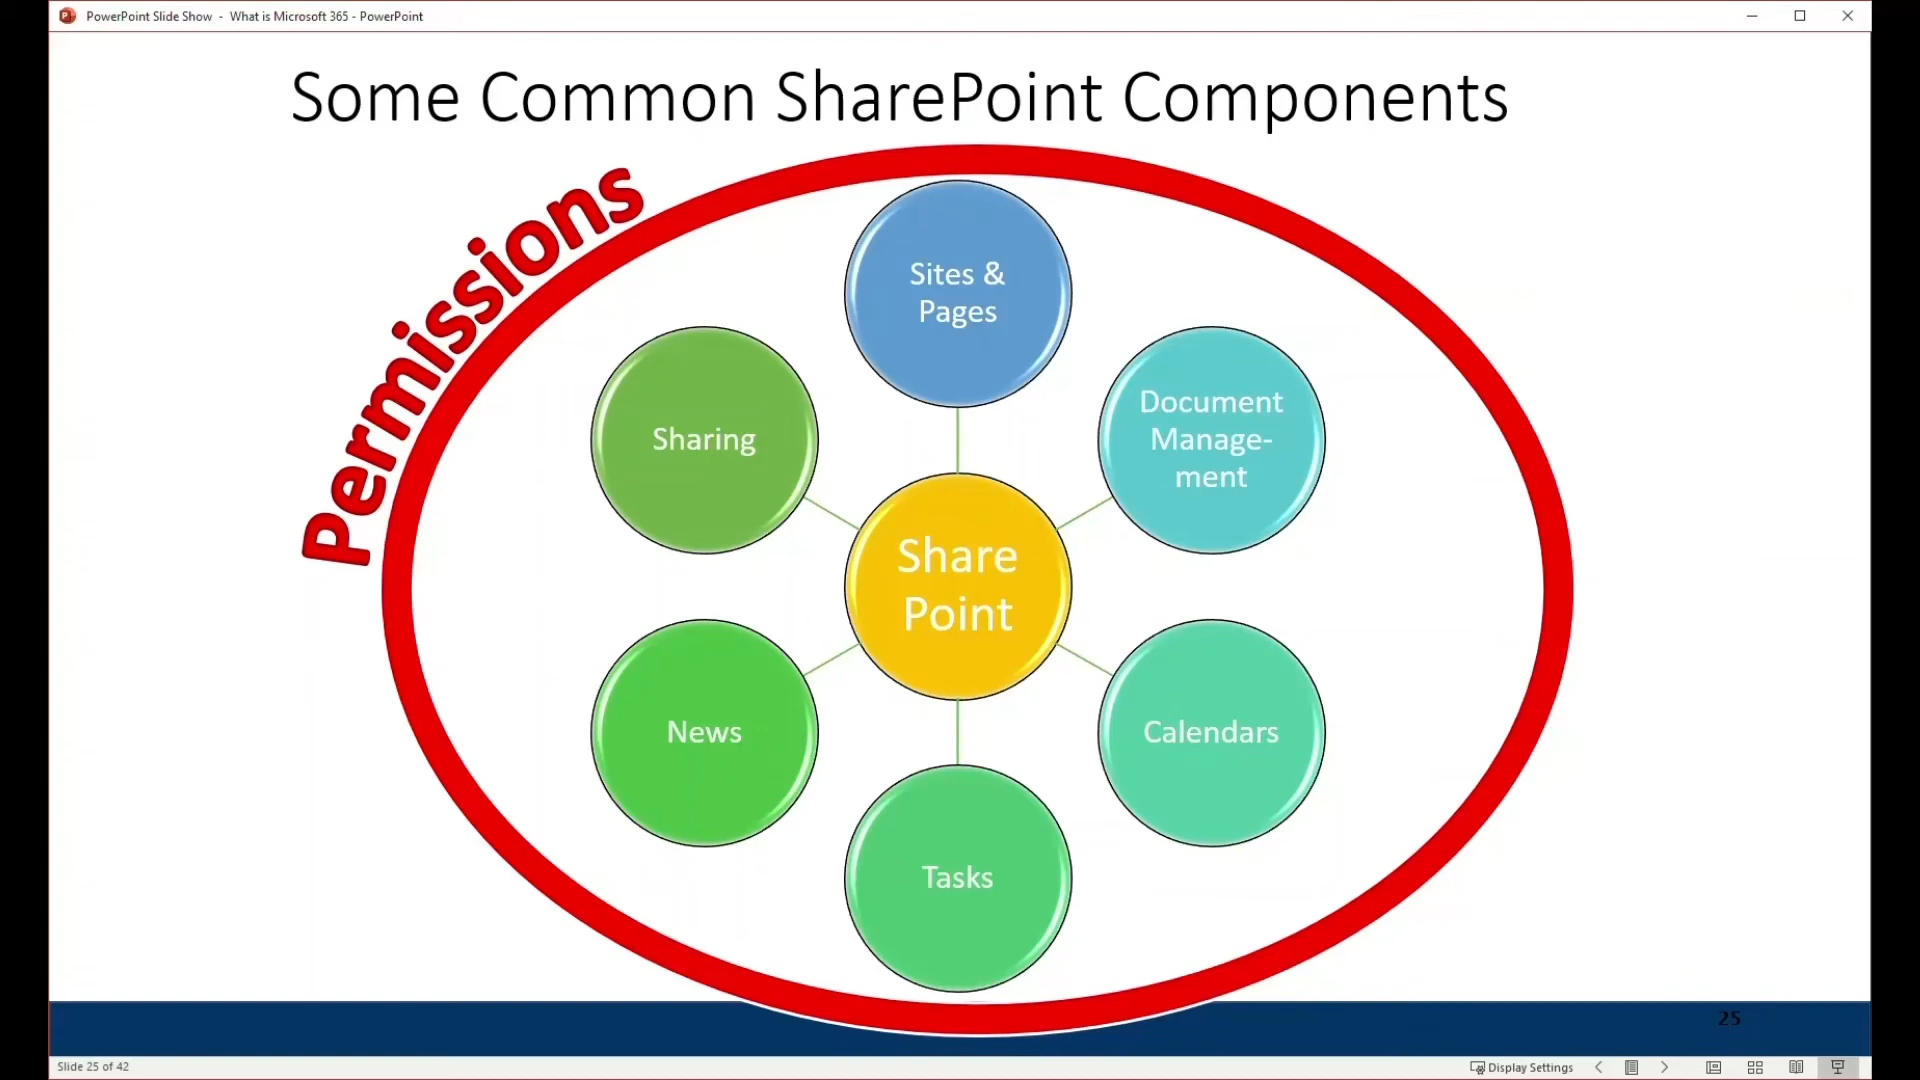 PowerPoint Slide Show - What is Microsoft 365 - PowerPoint
Some Common SharePoint Components
Permissions
Sites &
Pages
Document
Manage-
ment
Calendars
Tasks
News
Sharing
Share
Point
25
Slide 25 of 42
Display Settings